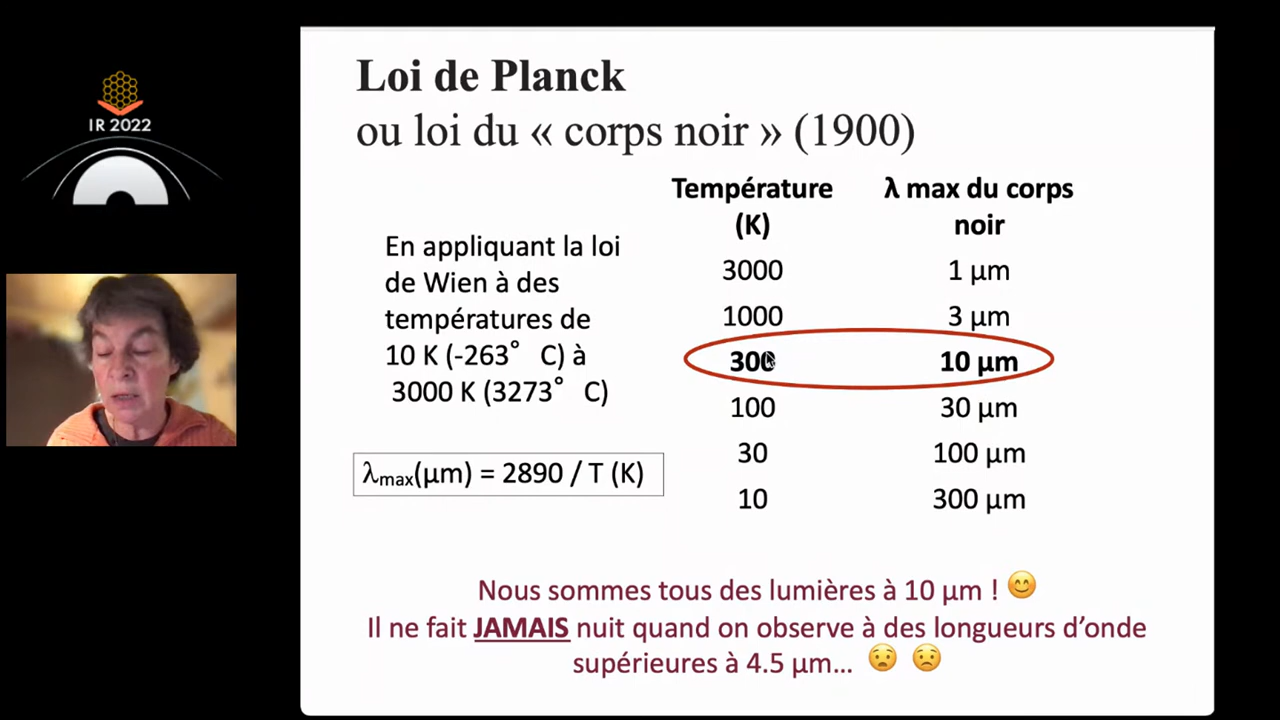 IR 2022
Loi de Planck
ou loi du « corps noir » (1900)
En appliquant la loi
de Wien à des
températures de
10 K (-263° C) à
3000 K (3273° C)
λmax(μm) = 2890 / T (K)
Température λ max du corps
(K) noir
3000 1 μm
1000 3 μm
300 10 μm
100 30 μm
30 100 μm
10 300 μm
Nous sommes tous des lumières à 10 μm ! 😊
Il ne fait JAMAIS nuit quand on observe à des longueurs d’onde
supérieures à 4.5 μm... 😧 😟